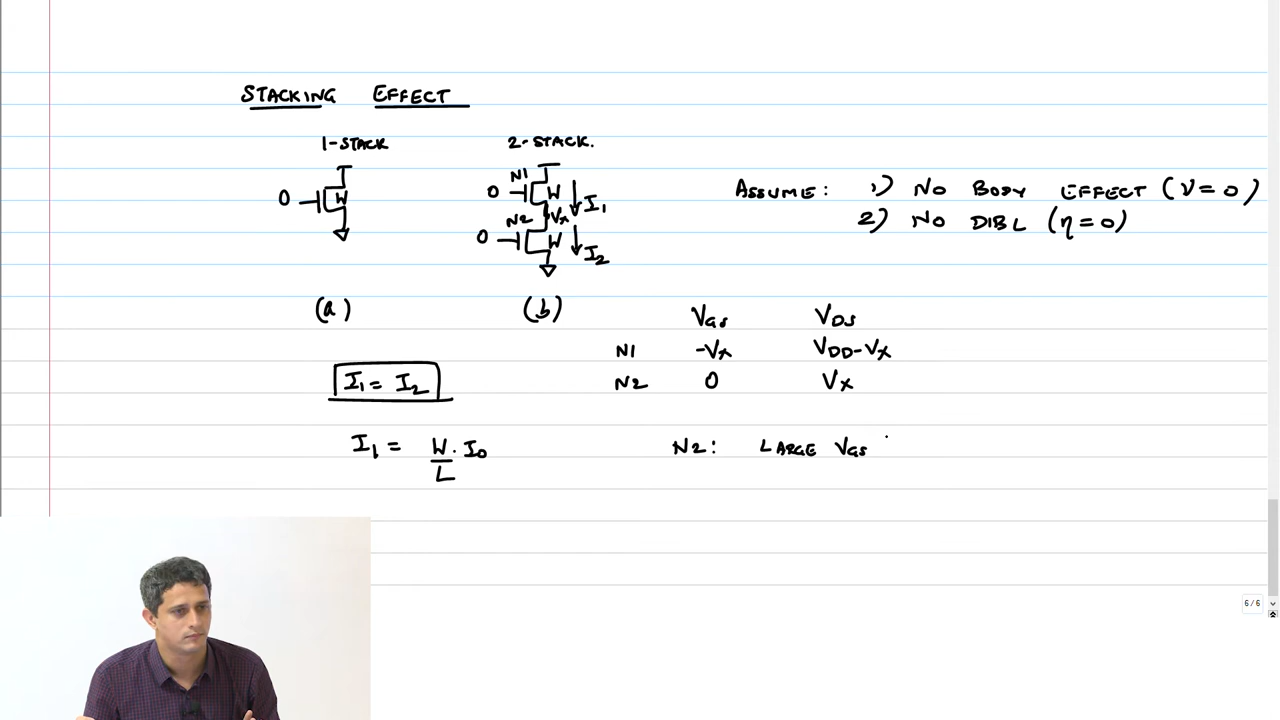 STACKING EFFECT
1-STACK
2-STACK.
0 W
N1
0 W I1
N2 Vx
0 W I2
ASSUME: 1) NO BODY EFFECT (γ=0)
2) NO DIBL (η=0)
(a)
(b)
VGS VDS
N1 -Vx VDD-Vx
N2 0 Vx
I1 = I2
I1 = W/L · I0
N2: LARGE VGS
6/6